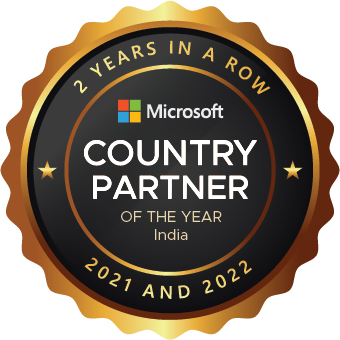 2 YEARS IN A ROW
Microsoft
COUNTRY
PARTNER
OF THE YEAR
India
2021 AND 2022